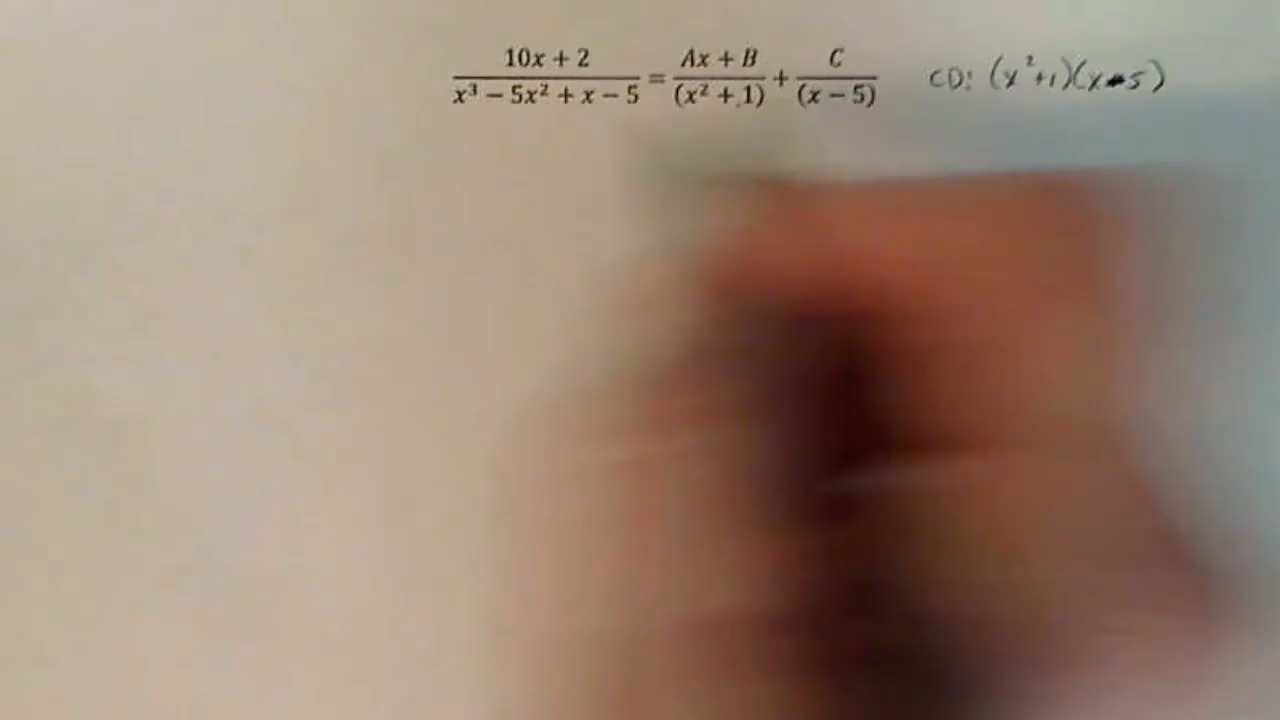 (10x + 2)/(x³ − 5x² + x − 5) = (Ax + B)/(x² + 1) + C/(x − 5) CD: (x²+1)(x-5)